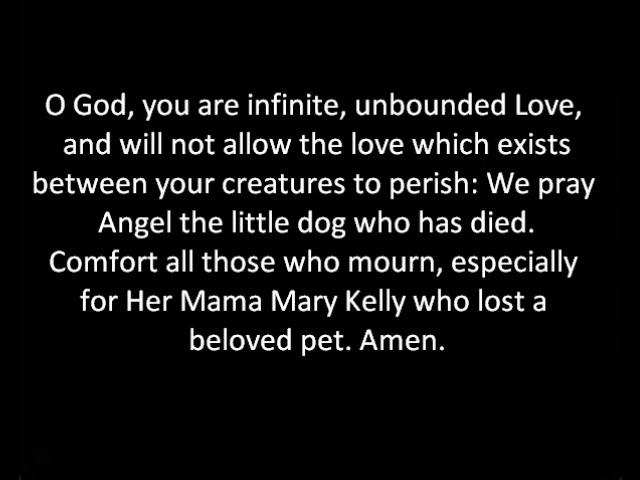 O God, you are infinite, unbounded Love,
and will not allow the love which exists
between your creatures to perish: We pray
Angel the little dog who has died.
Comfort all those who mourn, especially
for Her Mama Mary Kelly who lost a
beloved pet. Amen.